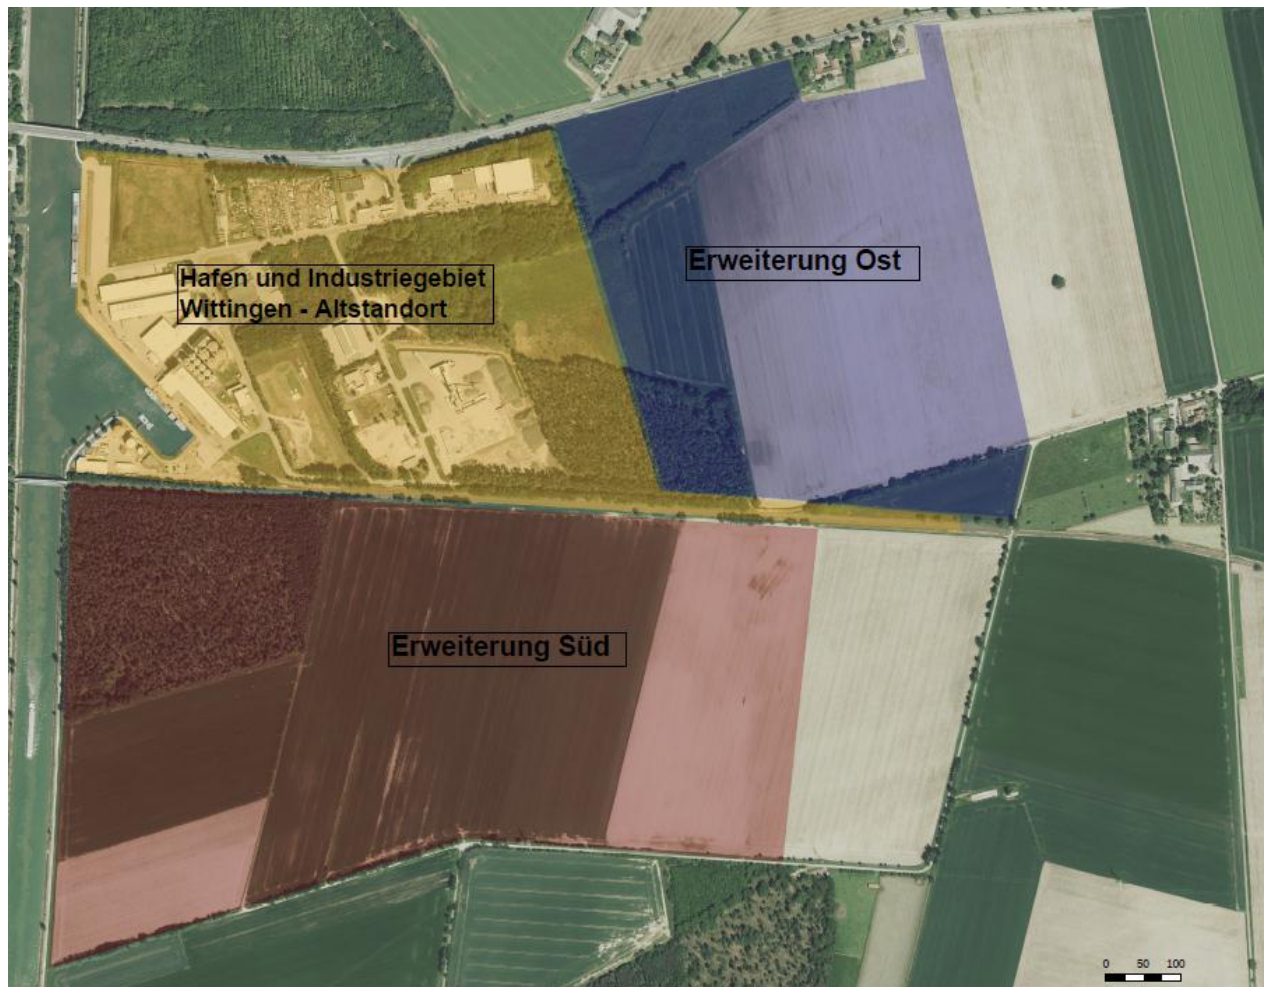 Erweiterung Ost
Hafen und Industriegebiet
Wittingen - Altstandort
Erweiterung Süd
0 50 100